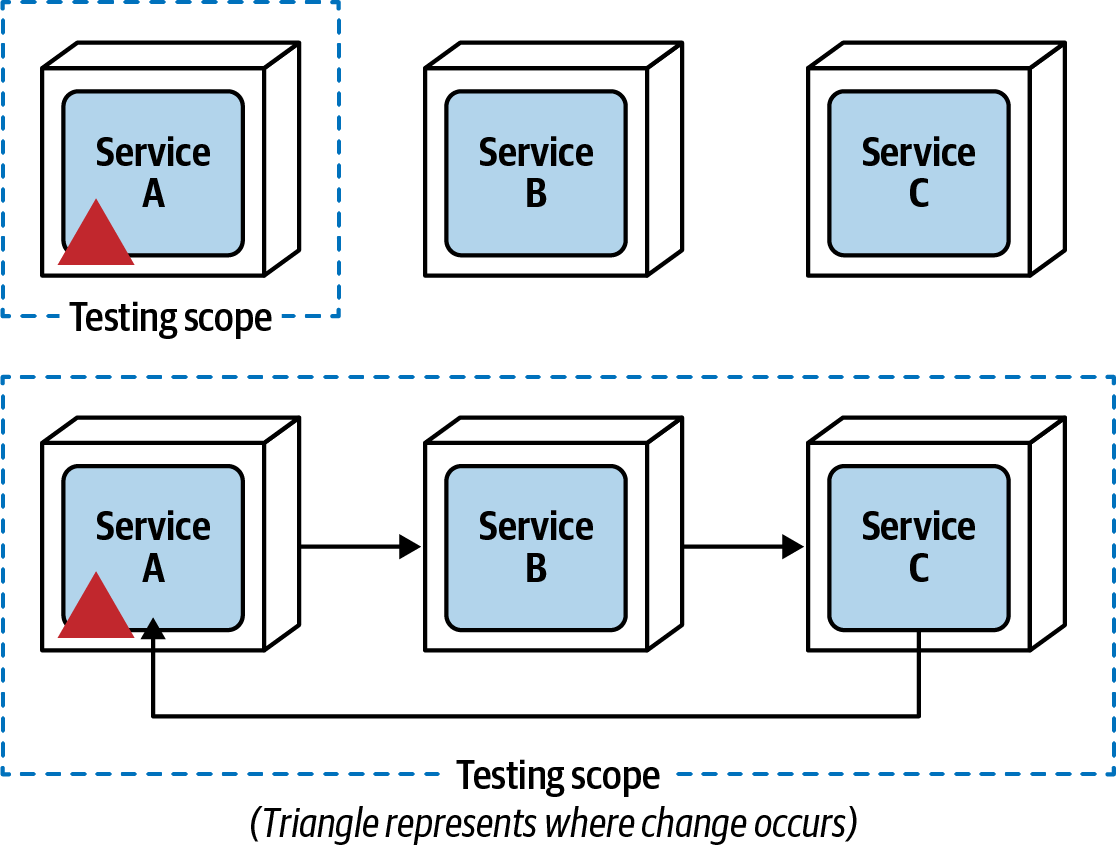 Service
A
Service
B
Service
C
Testing scope
Service
A
Service
B
Service
C
Testing scope
(Triangle represents where change occurs)